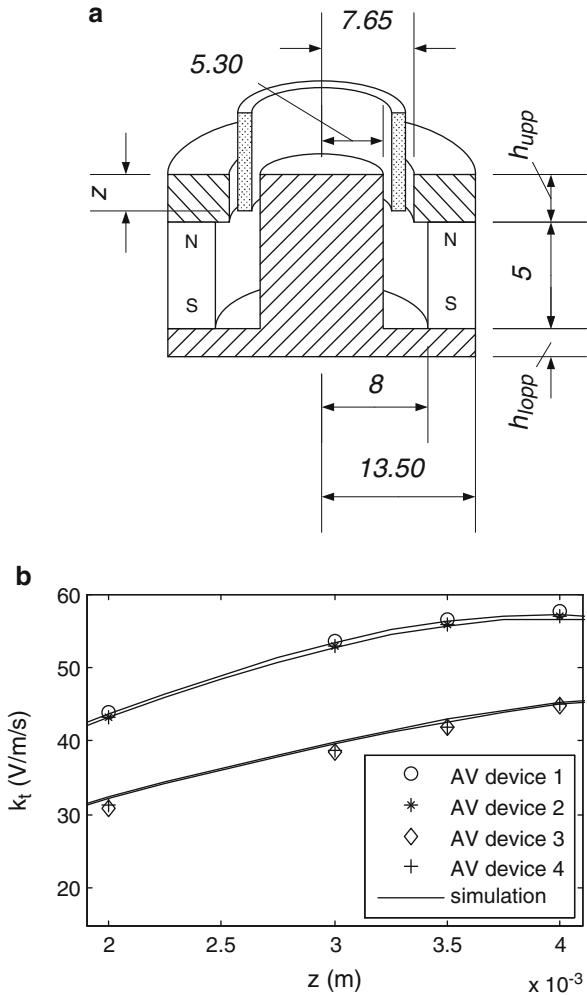 a
7.65
5.30
z
h_upp
N
N
5
S
S
h_lopp
8
13.50
b
60
50
40
30
20
k_t (V/m/s)
AV device 1
AV device 2
AV device 3
AV device 4
simulation
2
2.5
3
3.5
4
z (m)
x 10^-3